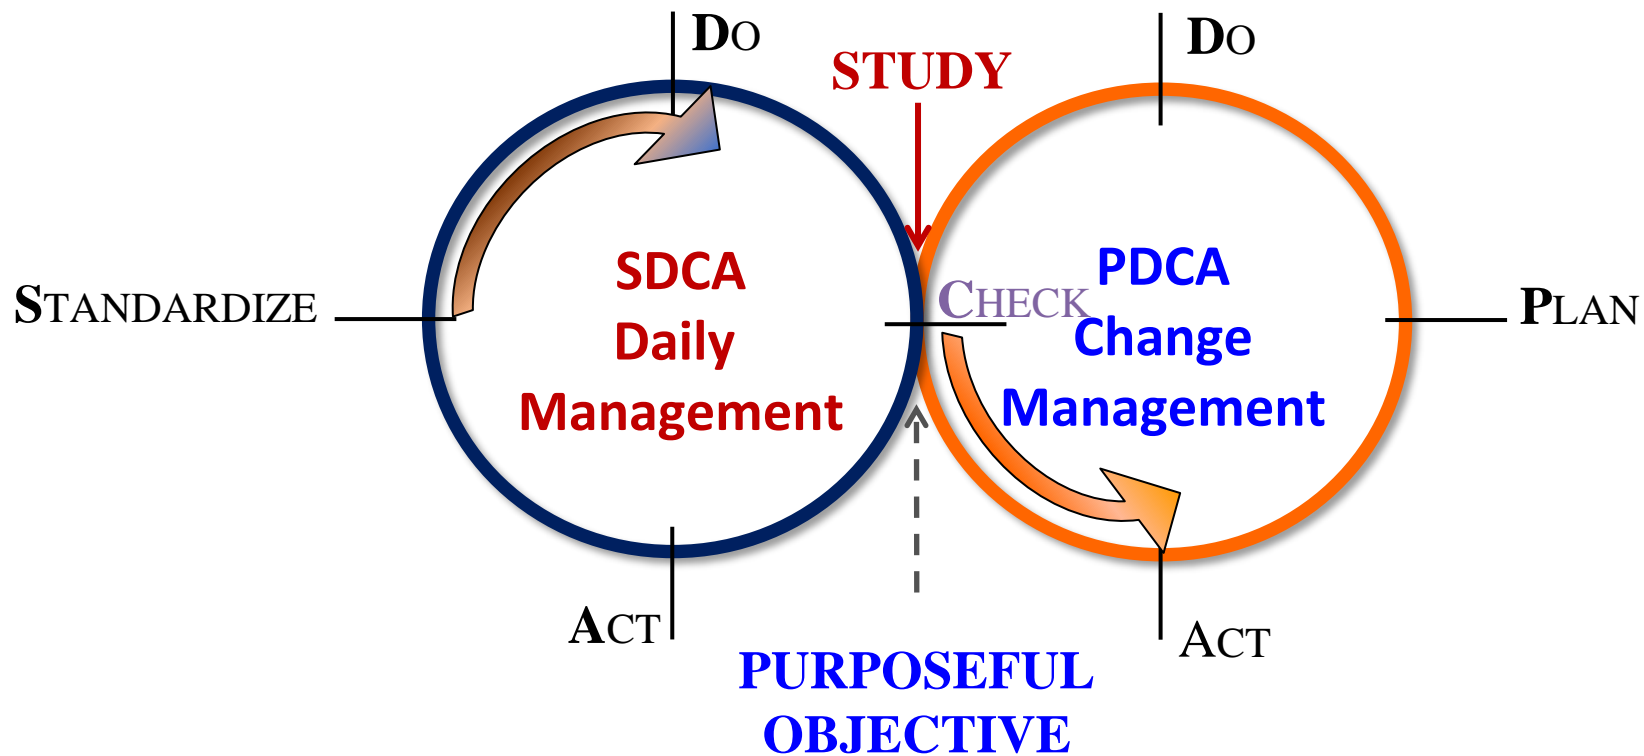 DO
DO
STUDY
SDCA
Daily
Management
PDCA
Change
Management
STANDARDIZE
CHECK
PLAN
ACT
ACT
PURPOSEFUL
OBJECTIVE